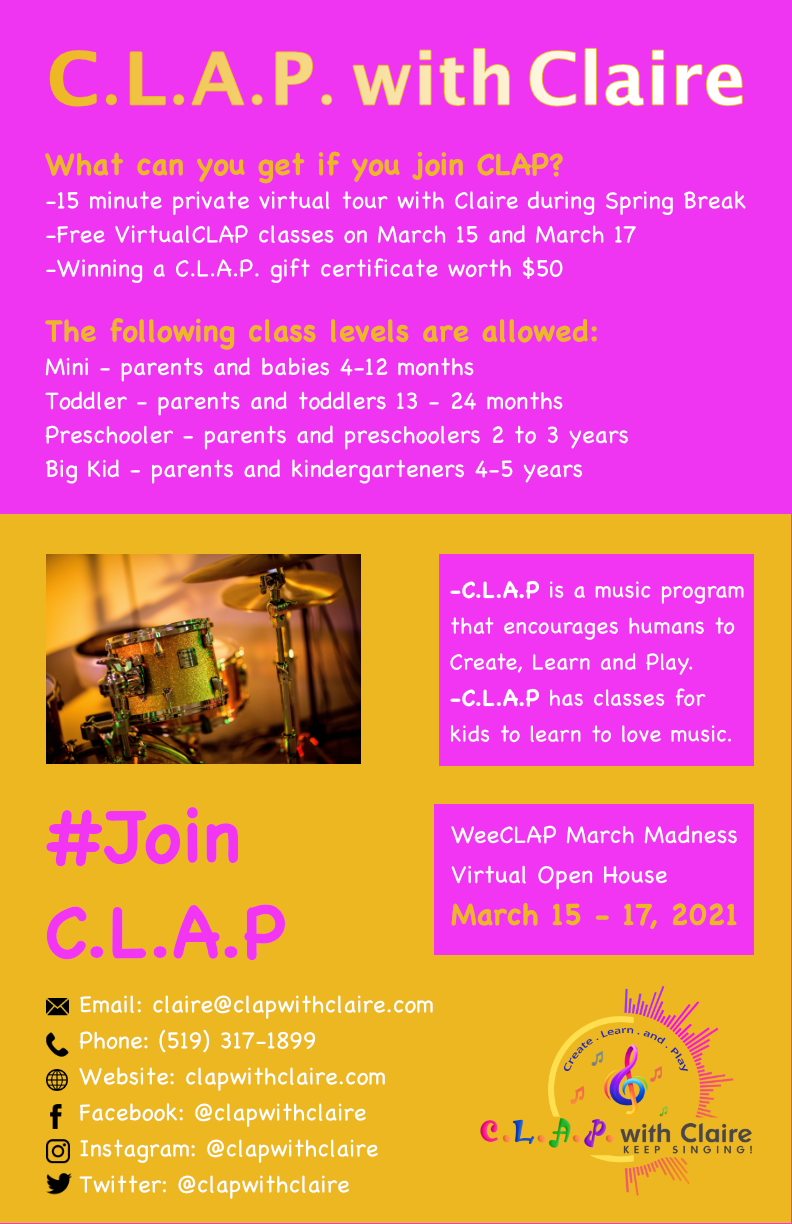 C.L.A.P. with Claire
What can you get if you join CLAP?
-15 minute private virtual tour with Claire during Spring Break
-Free VirtualCLAP classes on March 15 and March 17
-Winning a C.L.A.P. gift certificate worth $50
The following class levels are allowed:
Mini - parents and babies 4-12 months
Toddler - parents and toddlers 13 - 24 months
Preschooler - parents and preschoolers 2 to 3 years
Big Kid - parents and kindergarteners 4-5 years
-C.L.A.P is a music program
that encourages humans to
Create, Learn and Play.
-C.L.A.P has classes for
kids to learn to love music.
#Join
C.L.A.P
WeeCLAP March Madness
Virtual Open House
March 15 - 17, 2021
Email: claire@clapwithclaire.com
Phone: (519) 317-1899
Website: clapwithclaire.com
Facebook: @clapwithclaire
Instagram: @clapwithclaire
Twitter: @clapwithclaire
Create . Learn . and . Play
C.L.A.P. with Claire
KEEP SINGING!